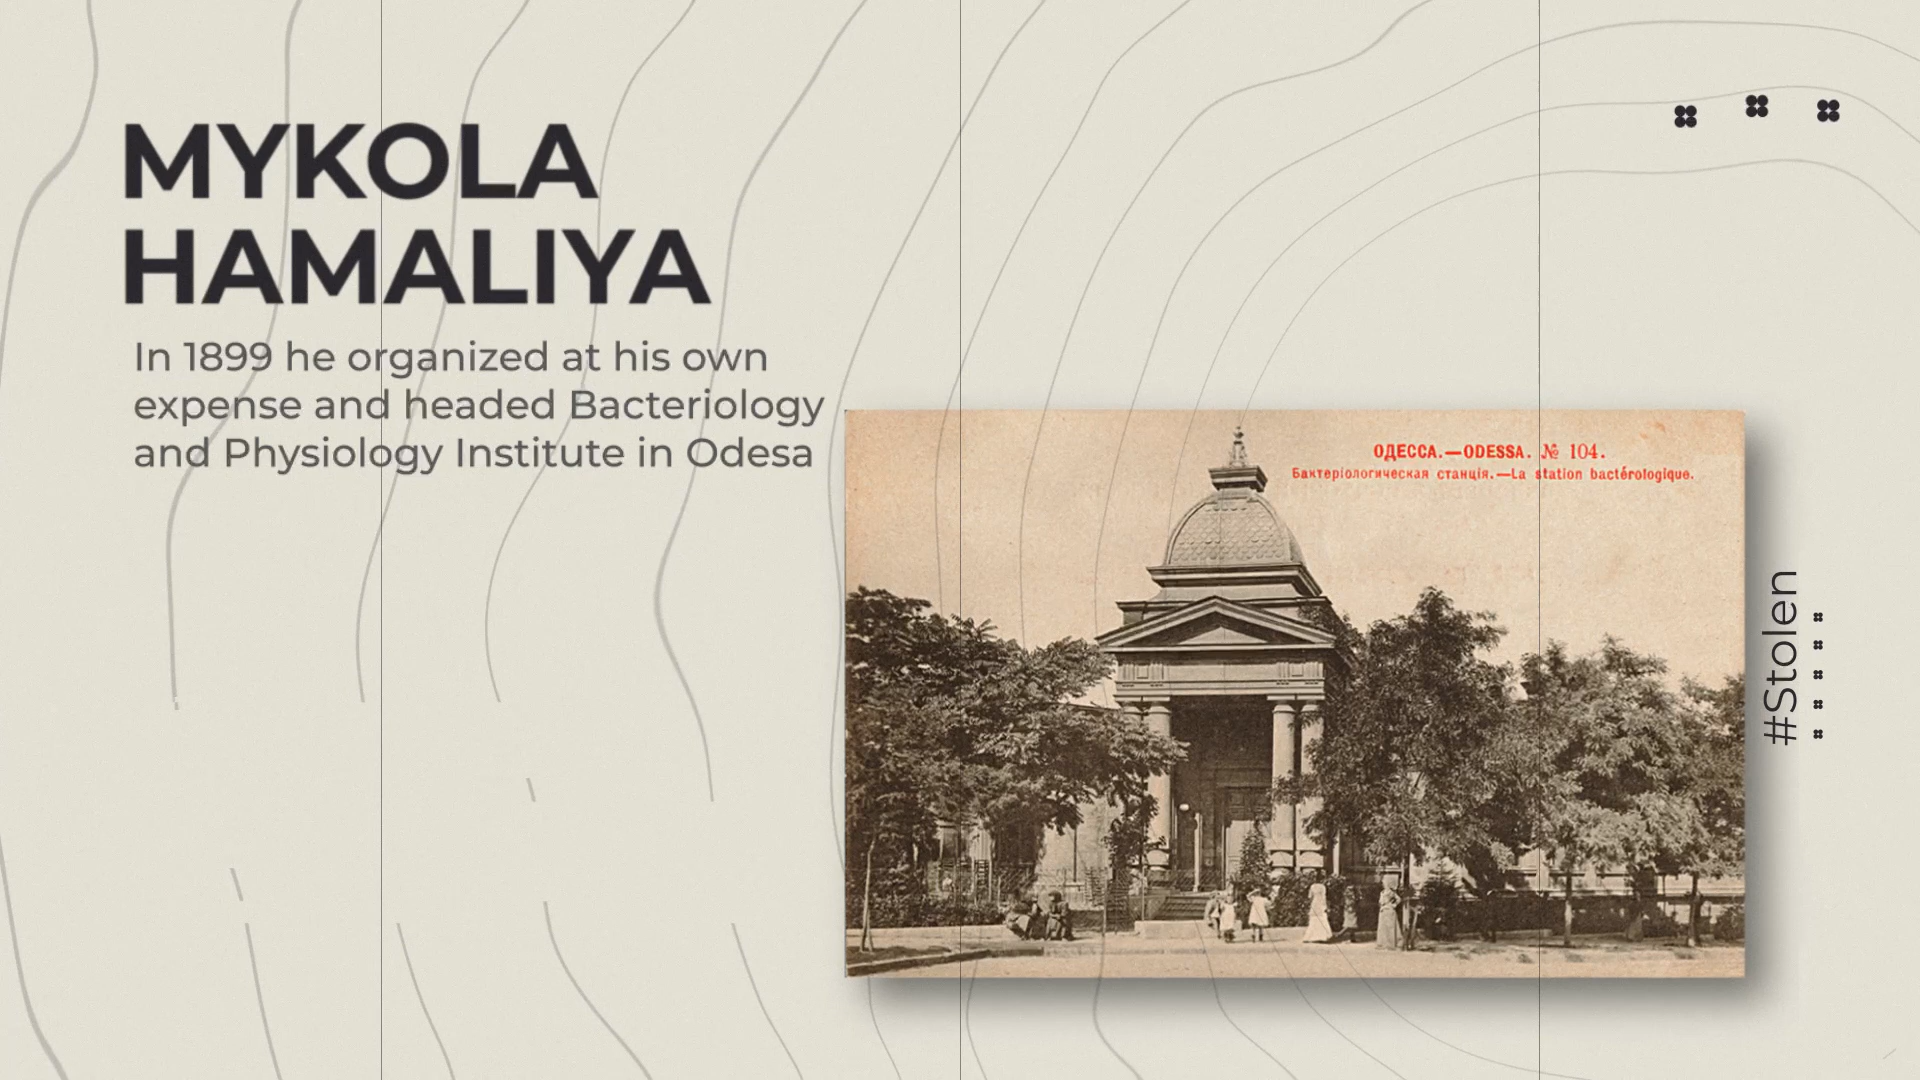 MYKOLA
HAMALIYA
In 1899 he organized at his own
expense and headed Bacteriology
and Physiology Institute in Odesa
ОДЕССА.—ODESSA. № 104.
Бактеріологическая станція.—La station bactérologique.
#Stolen